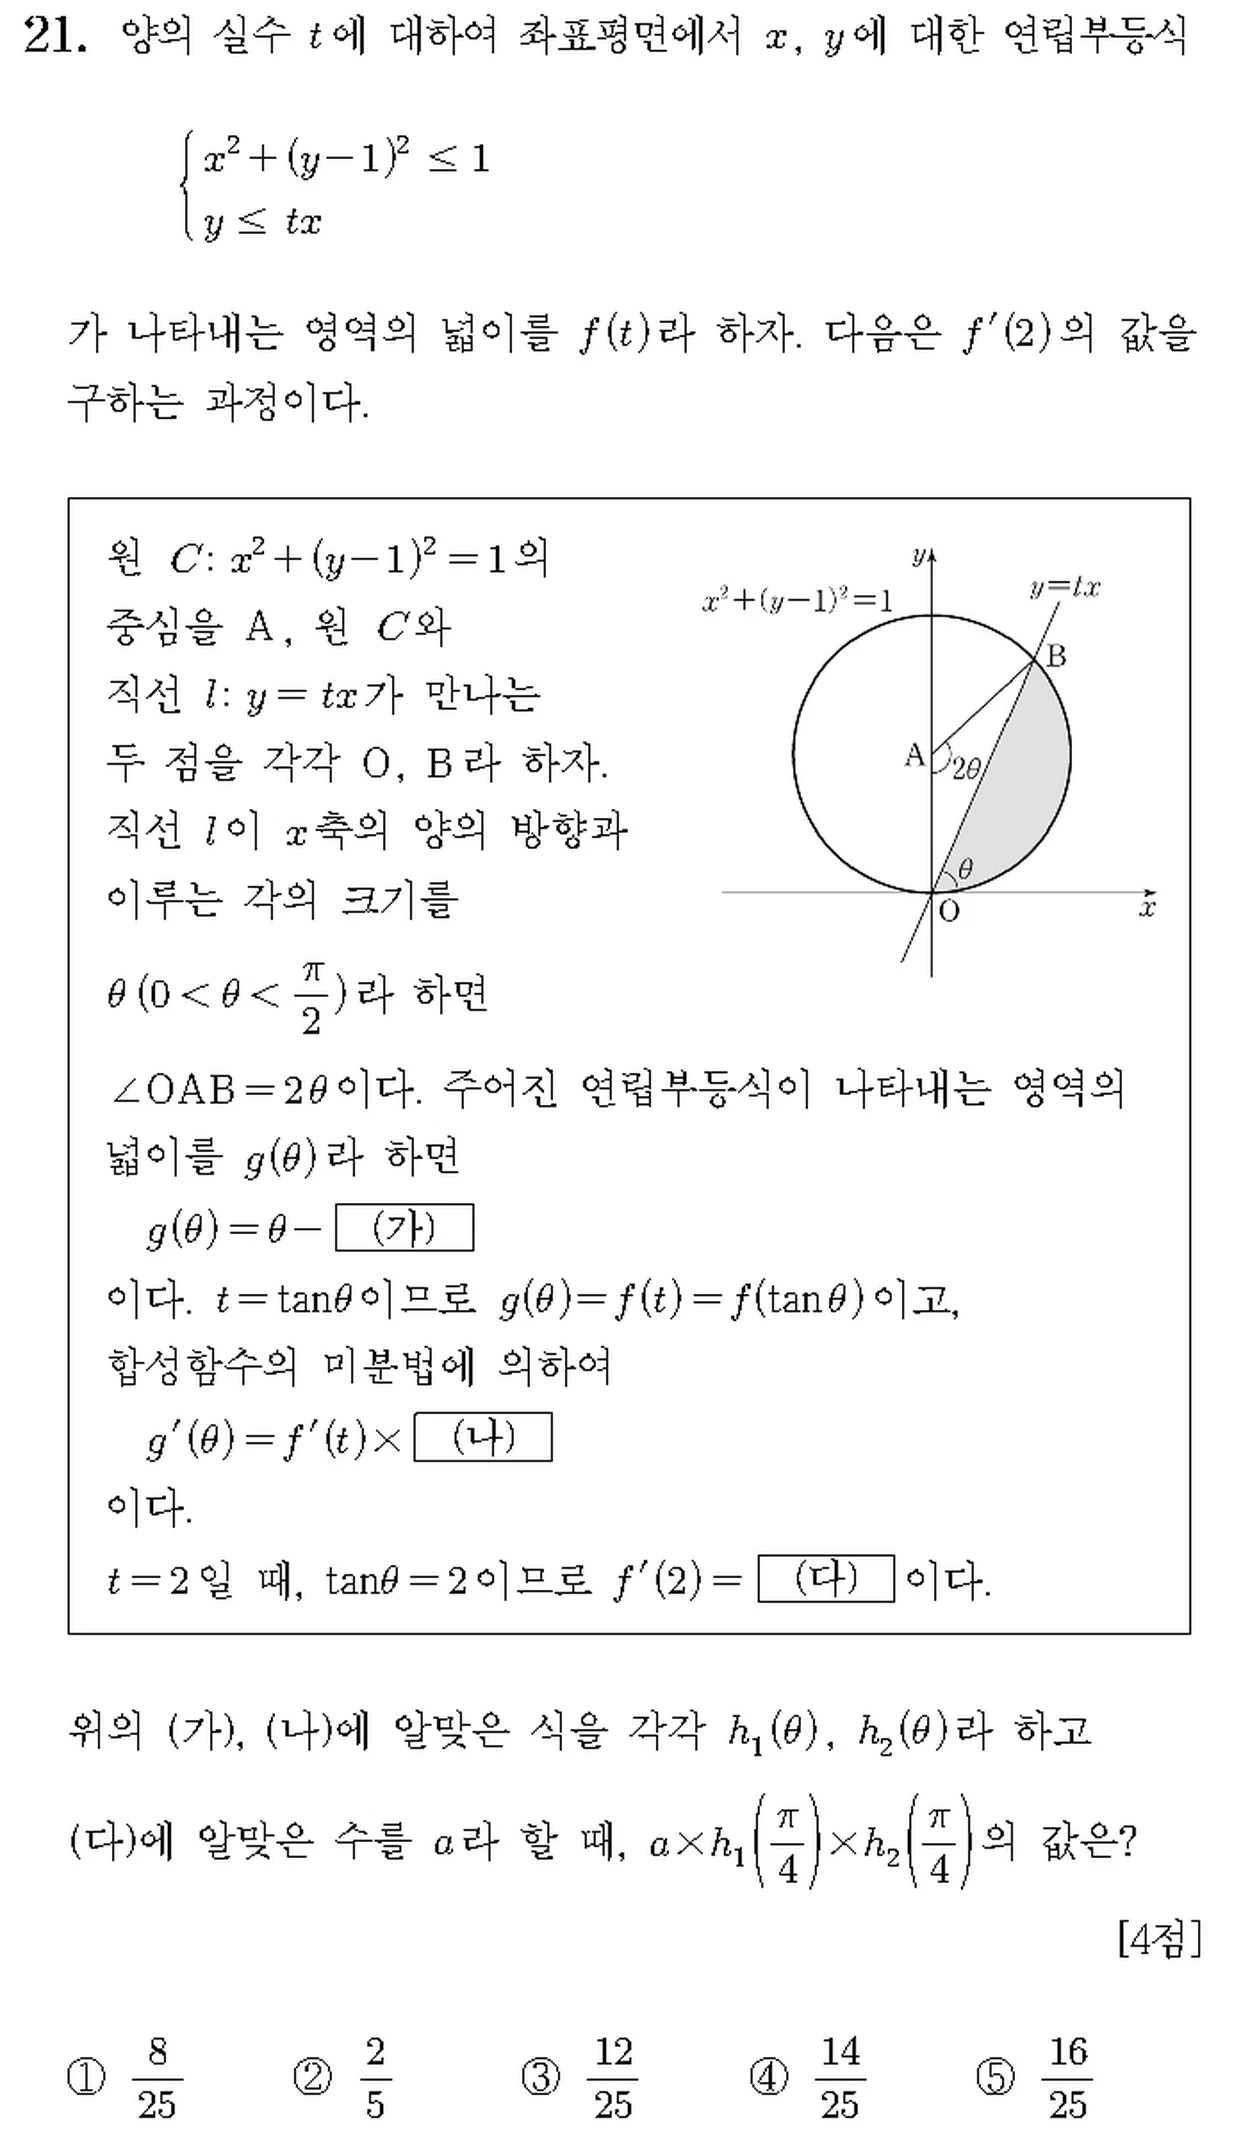 21. 양의 실수 t에 대하여 좌표평면에서 x, y에 대한 연립부등식
x²+(y−1)² ≤ 1
y ≤ tx
가 나타내는 영역의 넓이를 f(t)라 하자. 다음은 f′(2)의 값을
구하는 과정이다.
원 C: x²+(y−1)²=1의
중심을 A, 원 C와
직선 l: y=tx가 만나는
두 점을 각각 O, B라 하자.
직선 l이 x축의 양의 방향과
이루는 각의 크기를
θ(0<θ<π/2)라 하면
y
x²+(y−1)²=1
y=tx
B
A
2θ
θ
O
x
∠OAB=2θ이다. 주어진 연립부등식이 나타내는 영역의
넓이를 g(θ)라 하면
g(θ)=θ− (가)
이다. t=tanθ이므로 g(θ)=f(t)=f(tanθ)이고,
합성함수의 미분법에 의하여
g′(θ)=f′(t)× (나)
이다.
t=2일 때, tanθ=2이므로 f′(2)= (다) 이다.
위의 (가), (나)에 알맞은 식을 각각 h₁(θ), h₂(θ)라 하고
(다)에 알맞은 수를 a라 할 때, a×h₁(π/4)×h₂(π/4)의 값은?
[4점]
① 8/25 ② 2/5 ③ 12/25 ④ 14/25 ⑤ 16/25